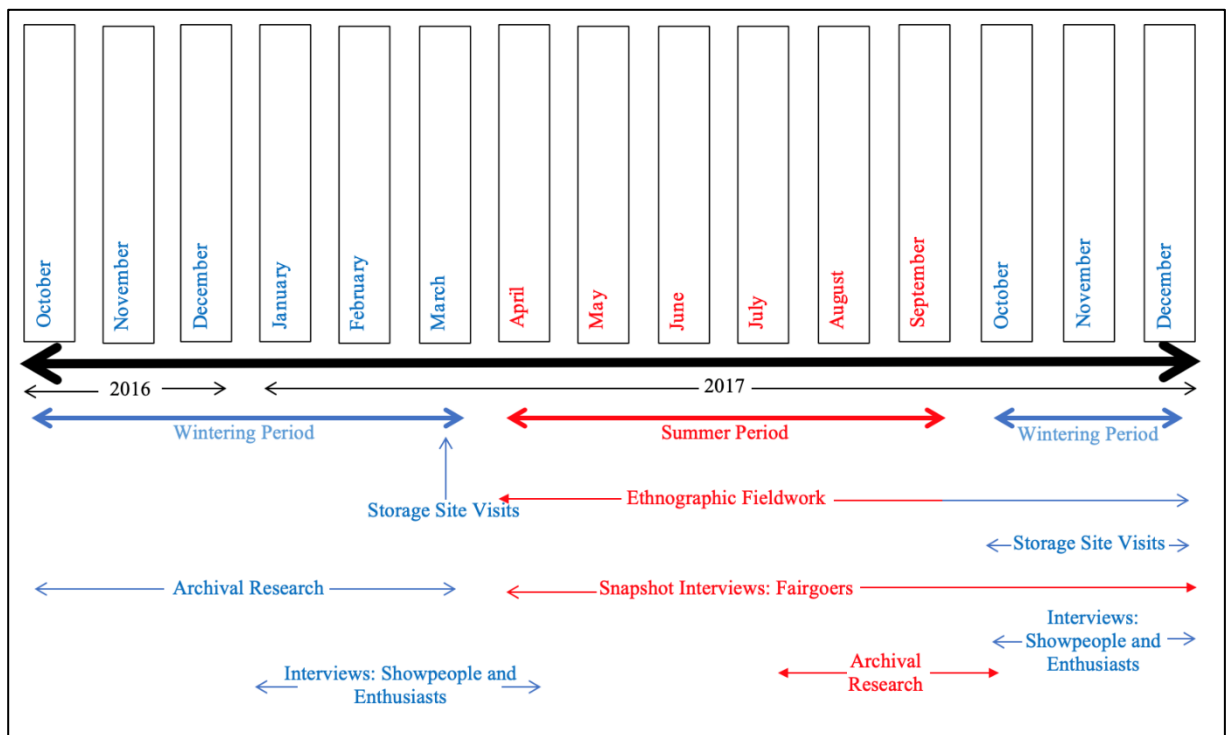 October
November
December
January
February
March
April
May
June
July
August
September
October
November
December
2016
2017
Wintering Period
Summer Period
Wintering Period
Storage Site Visits
Ethnographic Fieldwork
Storage Site Visits
Archival Research
Snapshot Interviews: Fairgoers
Interviews:
Showpeople and
Enthusiasts
Interviews: Showpeople and
Enthusiasts
Archival
Research